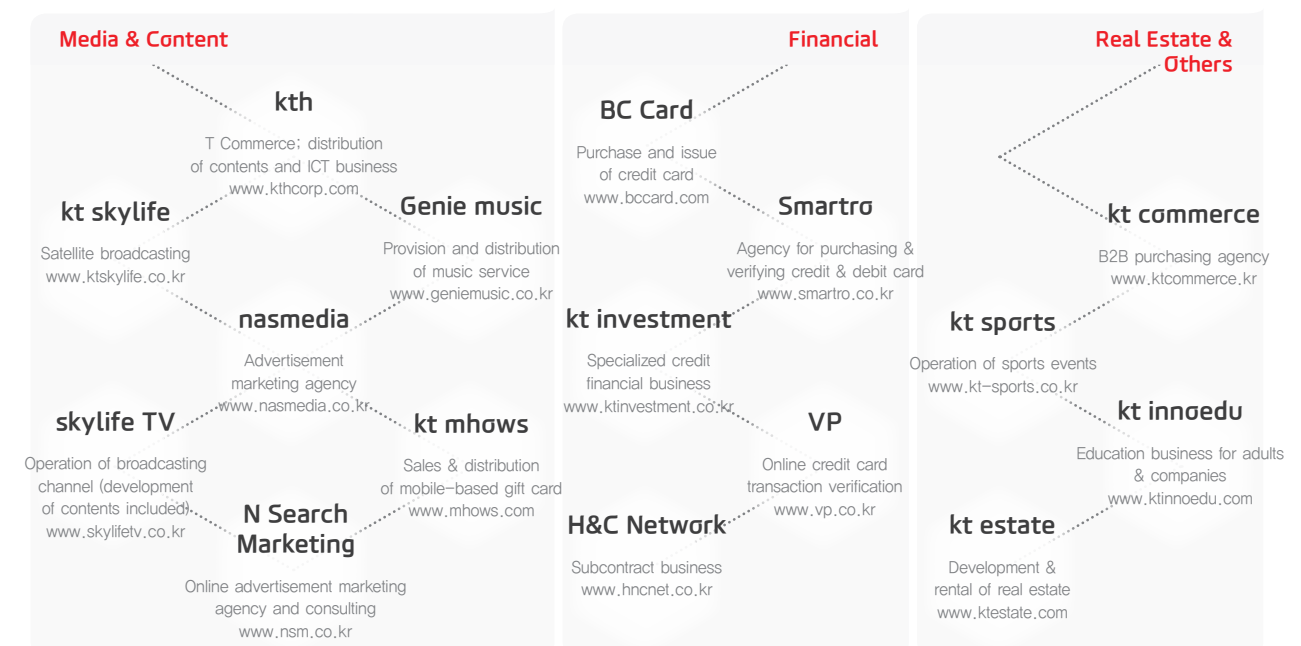 Media & Content
kth
T Commerce; distribution
of contents and ICT business
www.kthcorp.com
kt skylife
Satellite broadcasting
www.ktskylife.co.kr
Genie music
Provision and distribution
of music service
www.geniemusic.co.kr
nasmedia
Advertisement
marketing agency
www.nasmedia.co.kr
skylife TV
Operation of broadcasting
channel (development
of contents included)
www.skylifetv.co.kr
kt mhows
Sales & distribution
of mobile-based gift card
www.mhows.com
N Search
Marketing
Online advertisement marketing
agency and consulting
www.nsm.co.kr
Financial
BC Card
Purchase and issue
of credit card
www.bccard.com
Smartro
Agency for purchasing &
verifying credit & debit card
www.smartro.co.kr
kt investment
Specialized credit
financial business
www.ktinvestment.co.kr
VP
Online credit card
transaction verification
www.vp.co.kr
H&C Network
Subcontract business
www.hncnet.co.kr
Real Estate &
Others
kt commerce
B2B purchasing agency
www.ktcommerce.kr
kt sports
Operation of sports events
www.kt-sports.co.kr
kt innoedu
Education business for adults
& companies
www.ktinnoedu.com
kt estate
Development &
rental of real estate
www.ktestate.com